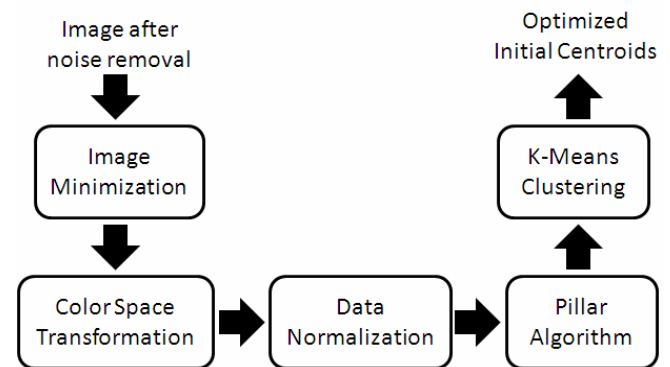 Image after
noise removal
Image
Minimization
Color Space
Transformation
Data
Normalization
Pillar
Algorithm
K-Means
Clustering
Optimized
Initial Centroids